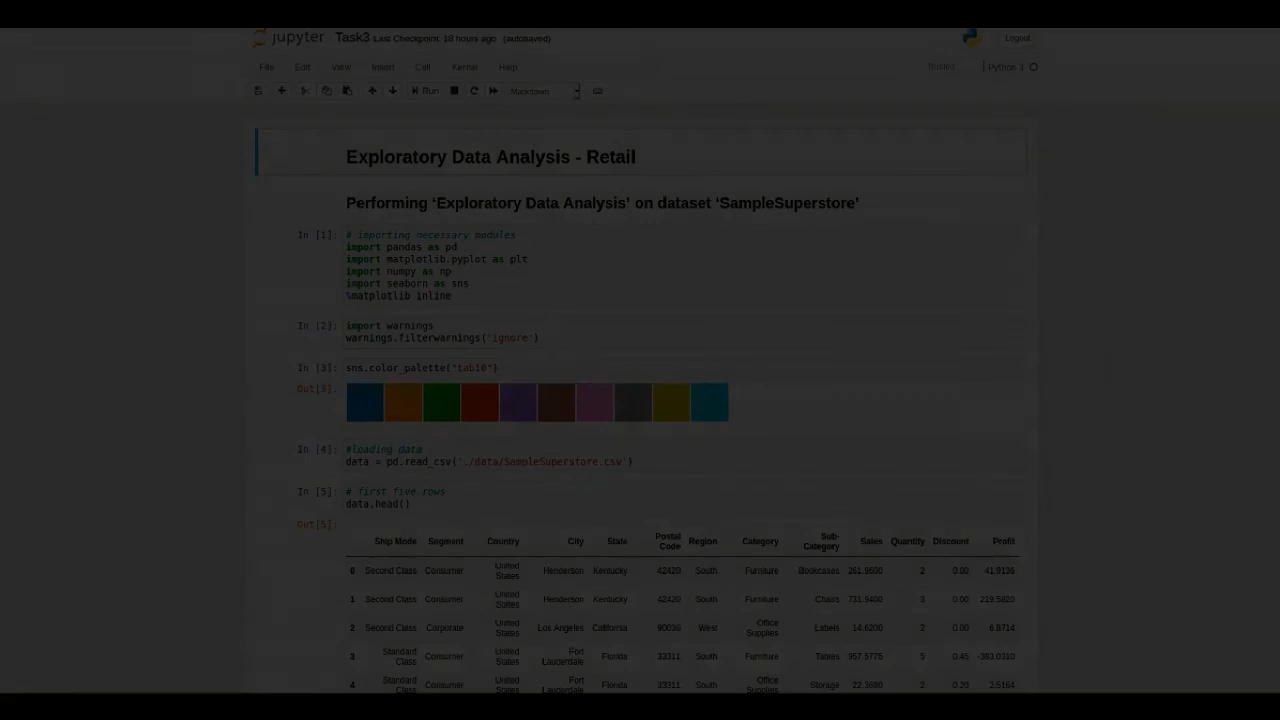 jupyter Task3 Last Checkpoint: 18 hours ago (autosaved) Logout
File Edit View Insert Cell Kernel Help Trusted Python 3
Run Markdown
Exploratory Data Analysis - Retail
Performing ‘Exploratory Data Analysis’ on dataset ‘SampleSuperstore’
In [1]: # importing necessary modules
import pandas as pd
import matplotlib.pyplot as plt
import numpy as np
import seaborn as sns
%matplotlib inline
In [2]: import warnings
warnings.filterwarnings('ignore')
In [3]: sns.color_palette("tab10")
Out[3]:
In [4]: #loading data
data = pd.read_csv('./data/SampleSuperstore.csv')
In [5]: # first five rows
data.head()
Out[5]:
Ship Mode Segment Country City State Postal Code Region Category Sub-Category Sales Quantity Discount Profit
0 Second Class Consumer United States Henderson Kentucky 42420 South Furniture Bookcases 261.9600 2 0.00 41.9136
1 Second Class Consumer United States Henderson Kentucky 42420 South Furniture Chairs 731.9400 3 0.00 219.5820
2 Second Class Corporate United States Los Angeles California 90036 West Office Supplies Labels 14.6200 2 0.00 6.8714
3 Standard Class Consumer United States Fort Lauderdale Florida 33311 South Furniture Tables 957.5775 5 0.45 -383.0310
4 Standard Class Consumer United States Fort Lauderdale Florida 33311 South Office Supplies Storage 22.3680 2 0.20 2.5164